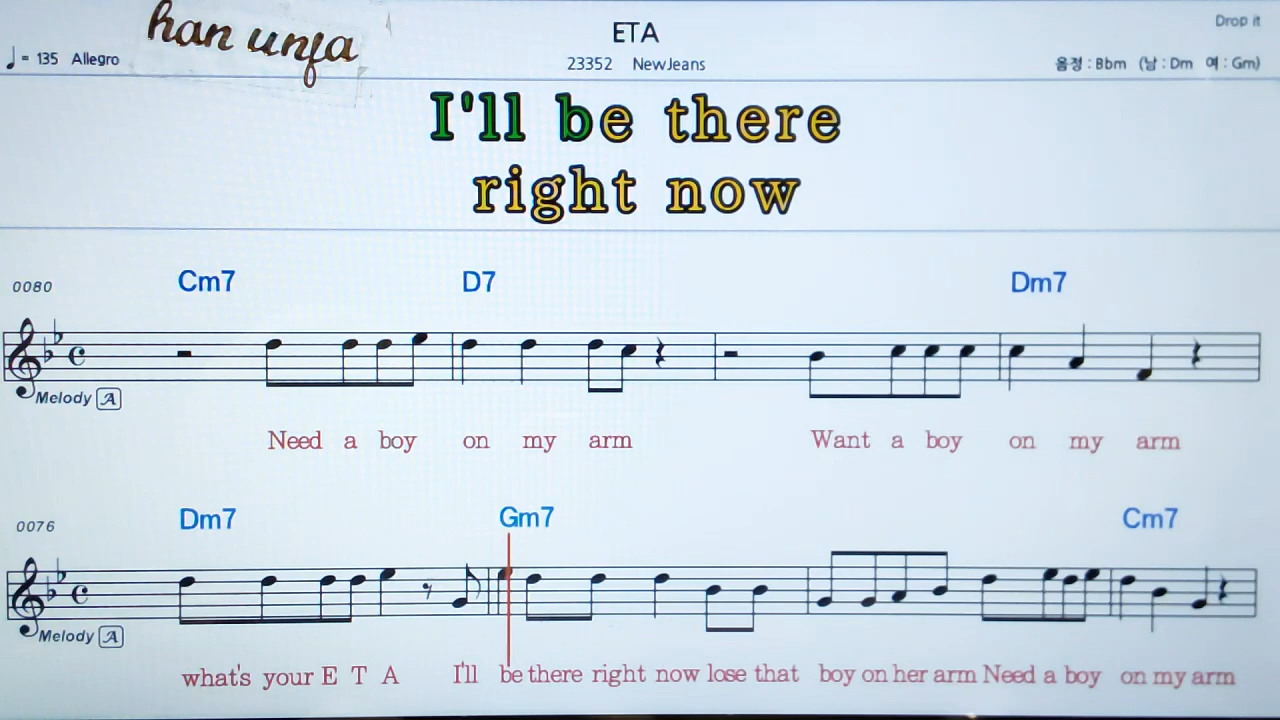 han unfa
ETA
Drop it
♩= 135 Allegro
23352 NewJeans
음정 : Bbm (남 : Dm 여 : Gm)
I'll be there
right now
0080
Cm7 D7 Dm7
Melody A
Need a boy on my arm Want a boy on my arm
0076
Dm7 Gm7 Cm7
Melody A
what's your E T A I'll be there right now lose that boy on her arm Need a boy on my arm